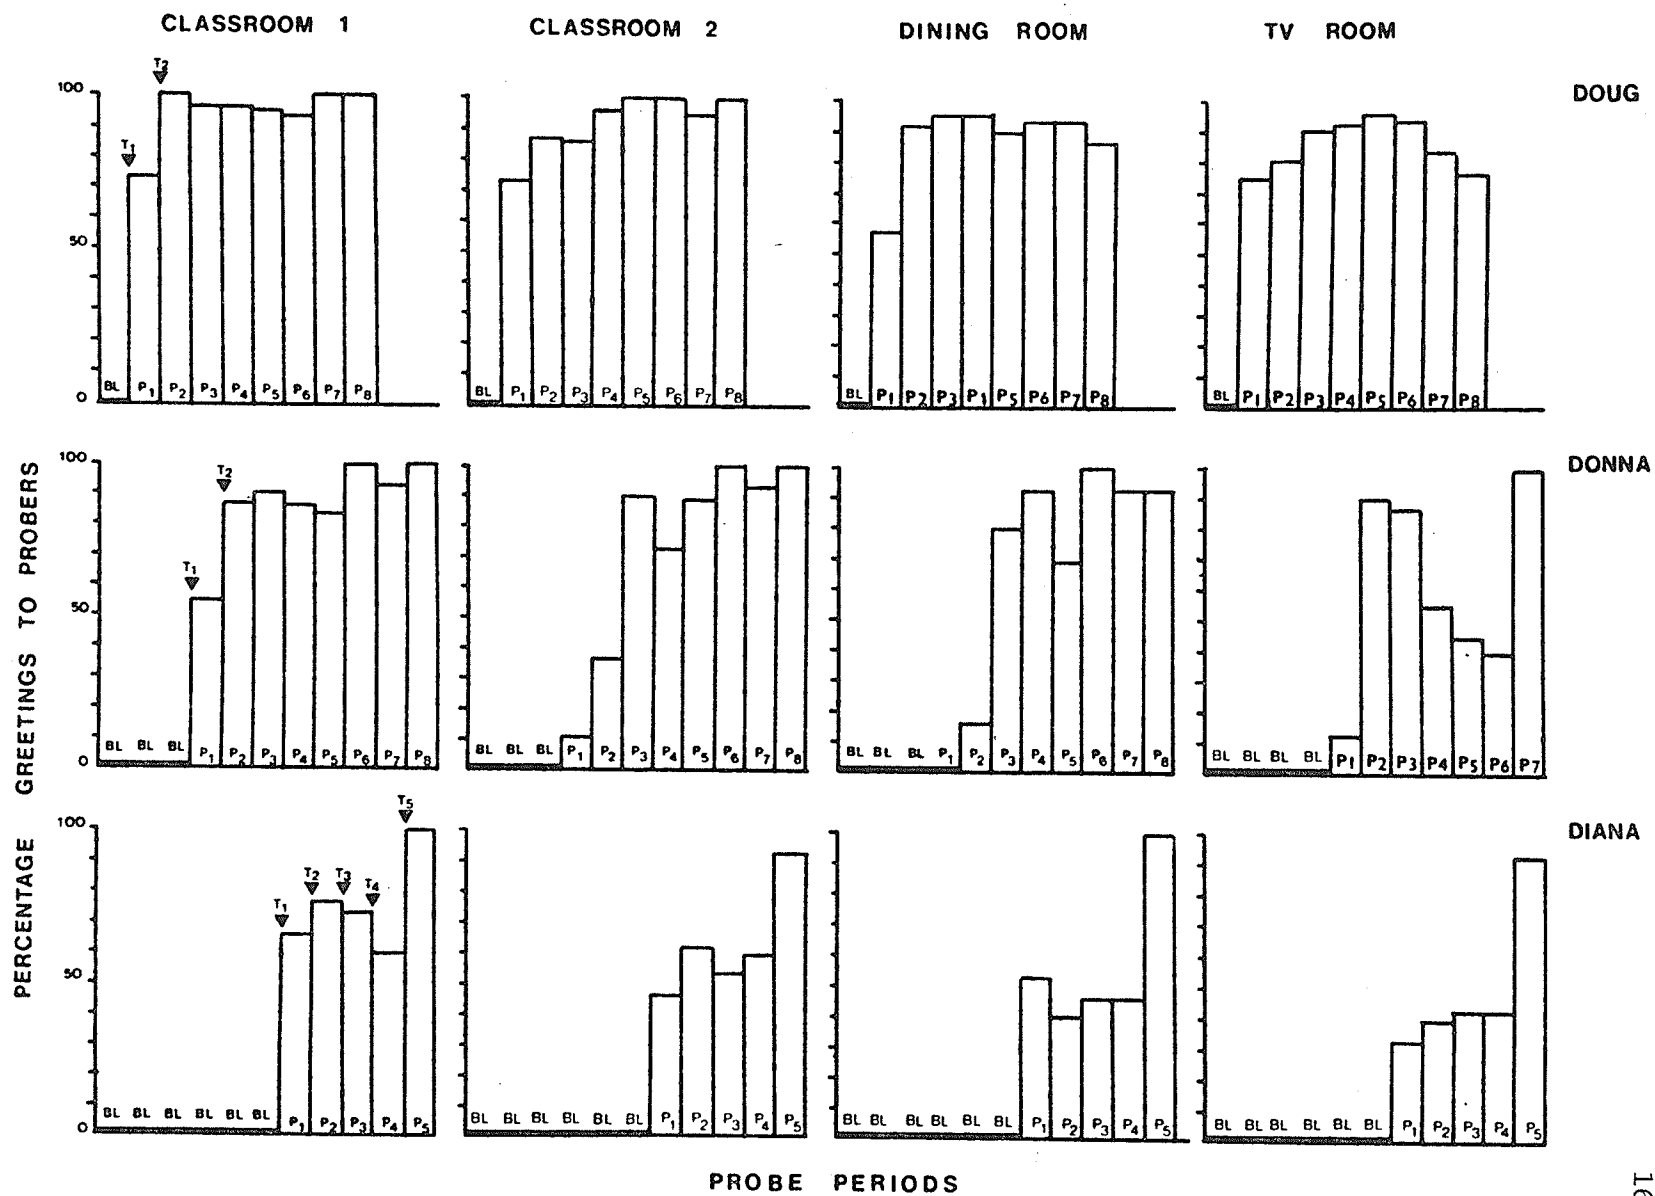 CLASSROOM 1 CLASSROOM 2 DINING ROOM TV ROOM
T2
100 DOUG
T1
50
BL P1 P2 P3 P4 P5 P6 P7 P8 BL P1 P2 P3 P4 P5 P6 P7 P8 BL P1 P2 P3 P1 P5 P6 P7 P8 BL P1 P2 P3 P4 P5 P6 P7 P8
0
100 DONNA
T2
T1
50
BL BL BL P1 P2 P3 P4 P5 P6 P7 P8 BL BL BL P1 P2 P3 P4 P5 P6 P7 P8 BL BL BL P1 P2 P3 P4 P5 P6 P7 P8 BL BL BL BL P1 P2 P3 P4 P5 P6 P7
0
T5
100 DIANA
T2 T3 T4
T1
50
BL BL BL BL BL BL P1 P2 P3 P4 P5 BL BL BL BL BL BL P1 P2 P3 P4 P5 BL BL BL BL BL BL P1 P2 P3 P4 P5 BL BL BL BL BL BL P1 P2 P3 P4 P5
0
PERCENTAGE GREETINGS TO PROBERS
PROBE PERIODS